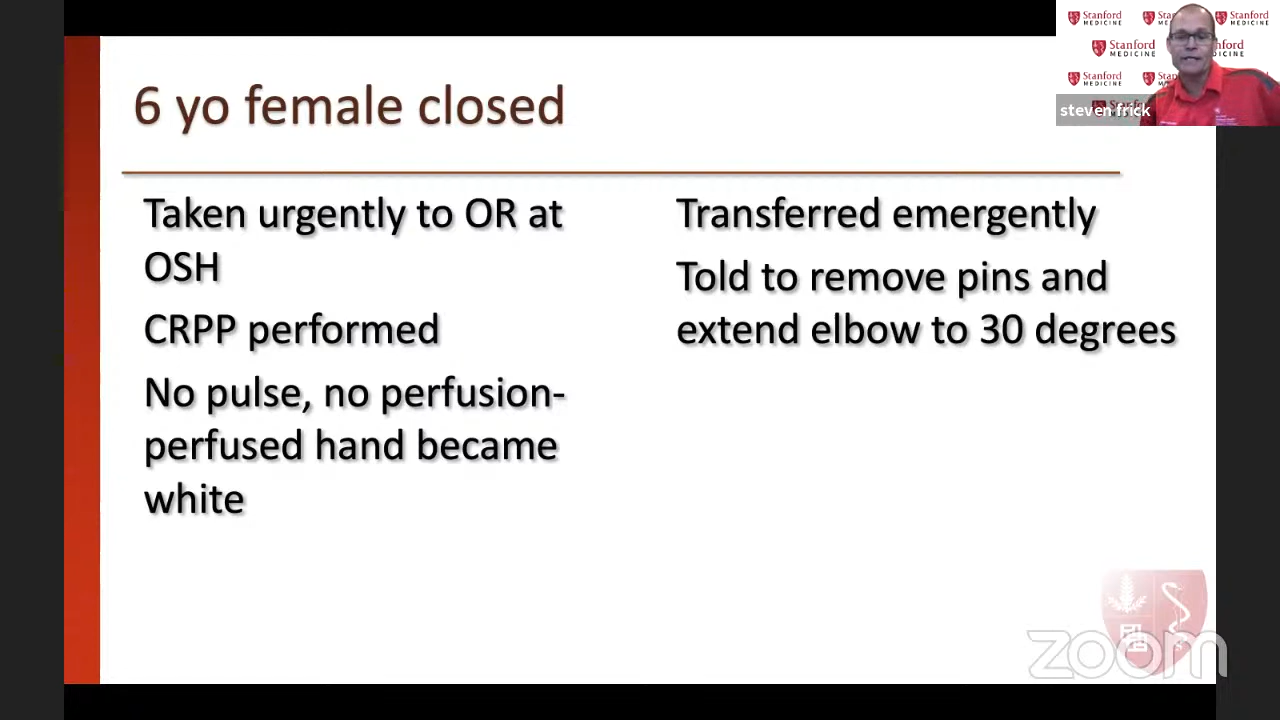 6 yo female closed
Taken urgently to OR at
OSH
CRPP performed
No pulse, no perfusion-
perfused hand became
white
Transferred emergently
Told to remove pins and
extend elbow to 30 degrees
Stanford
MEDICINE
Stanford
MEDICINE
Stanford
MEDICINE
Stanford
MEDICINE
Stanford
MEDICINE
steven frick
zoom